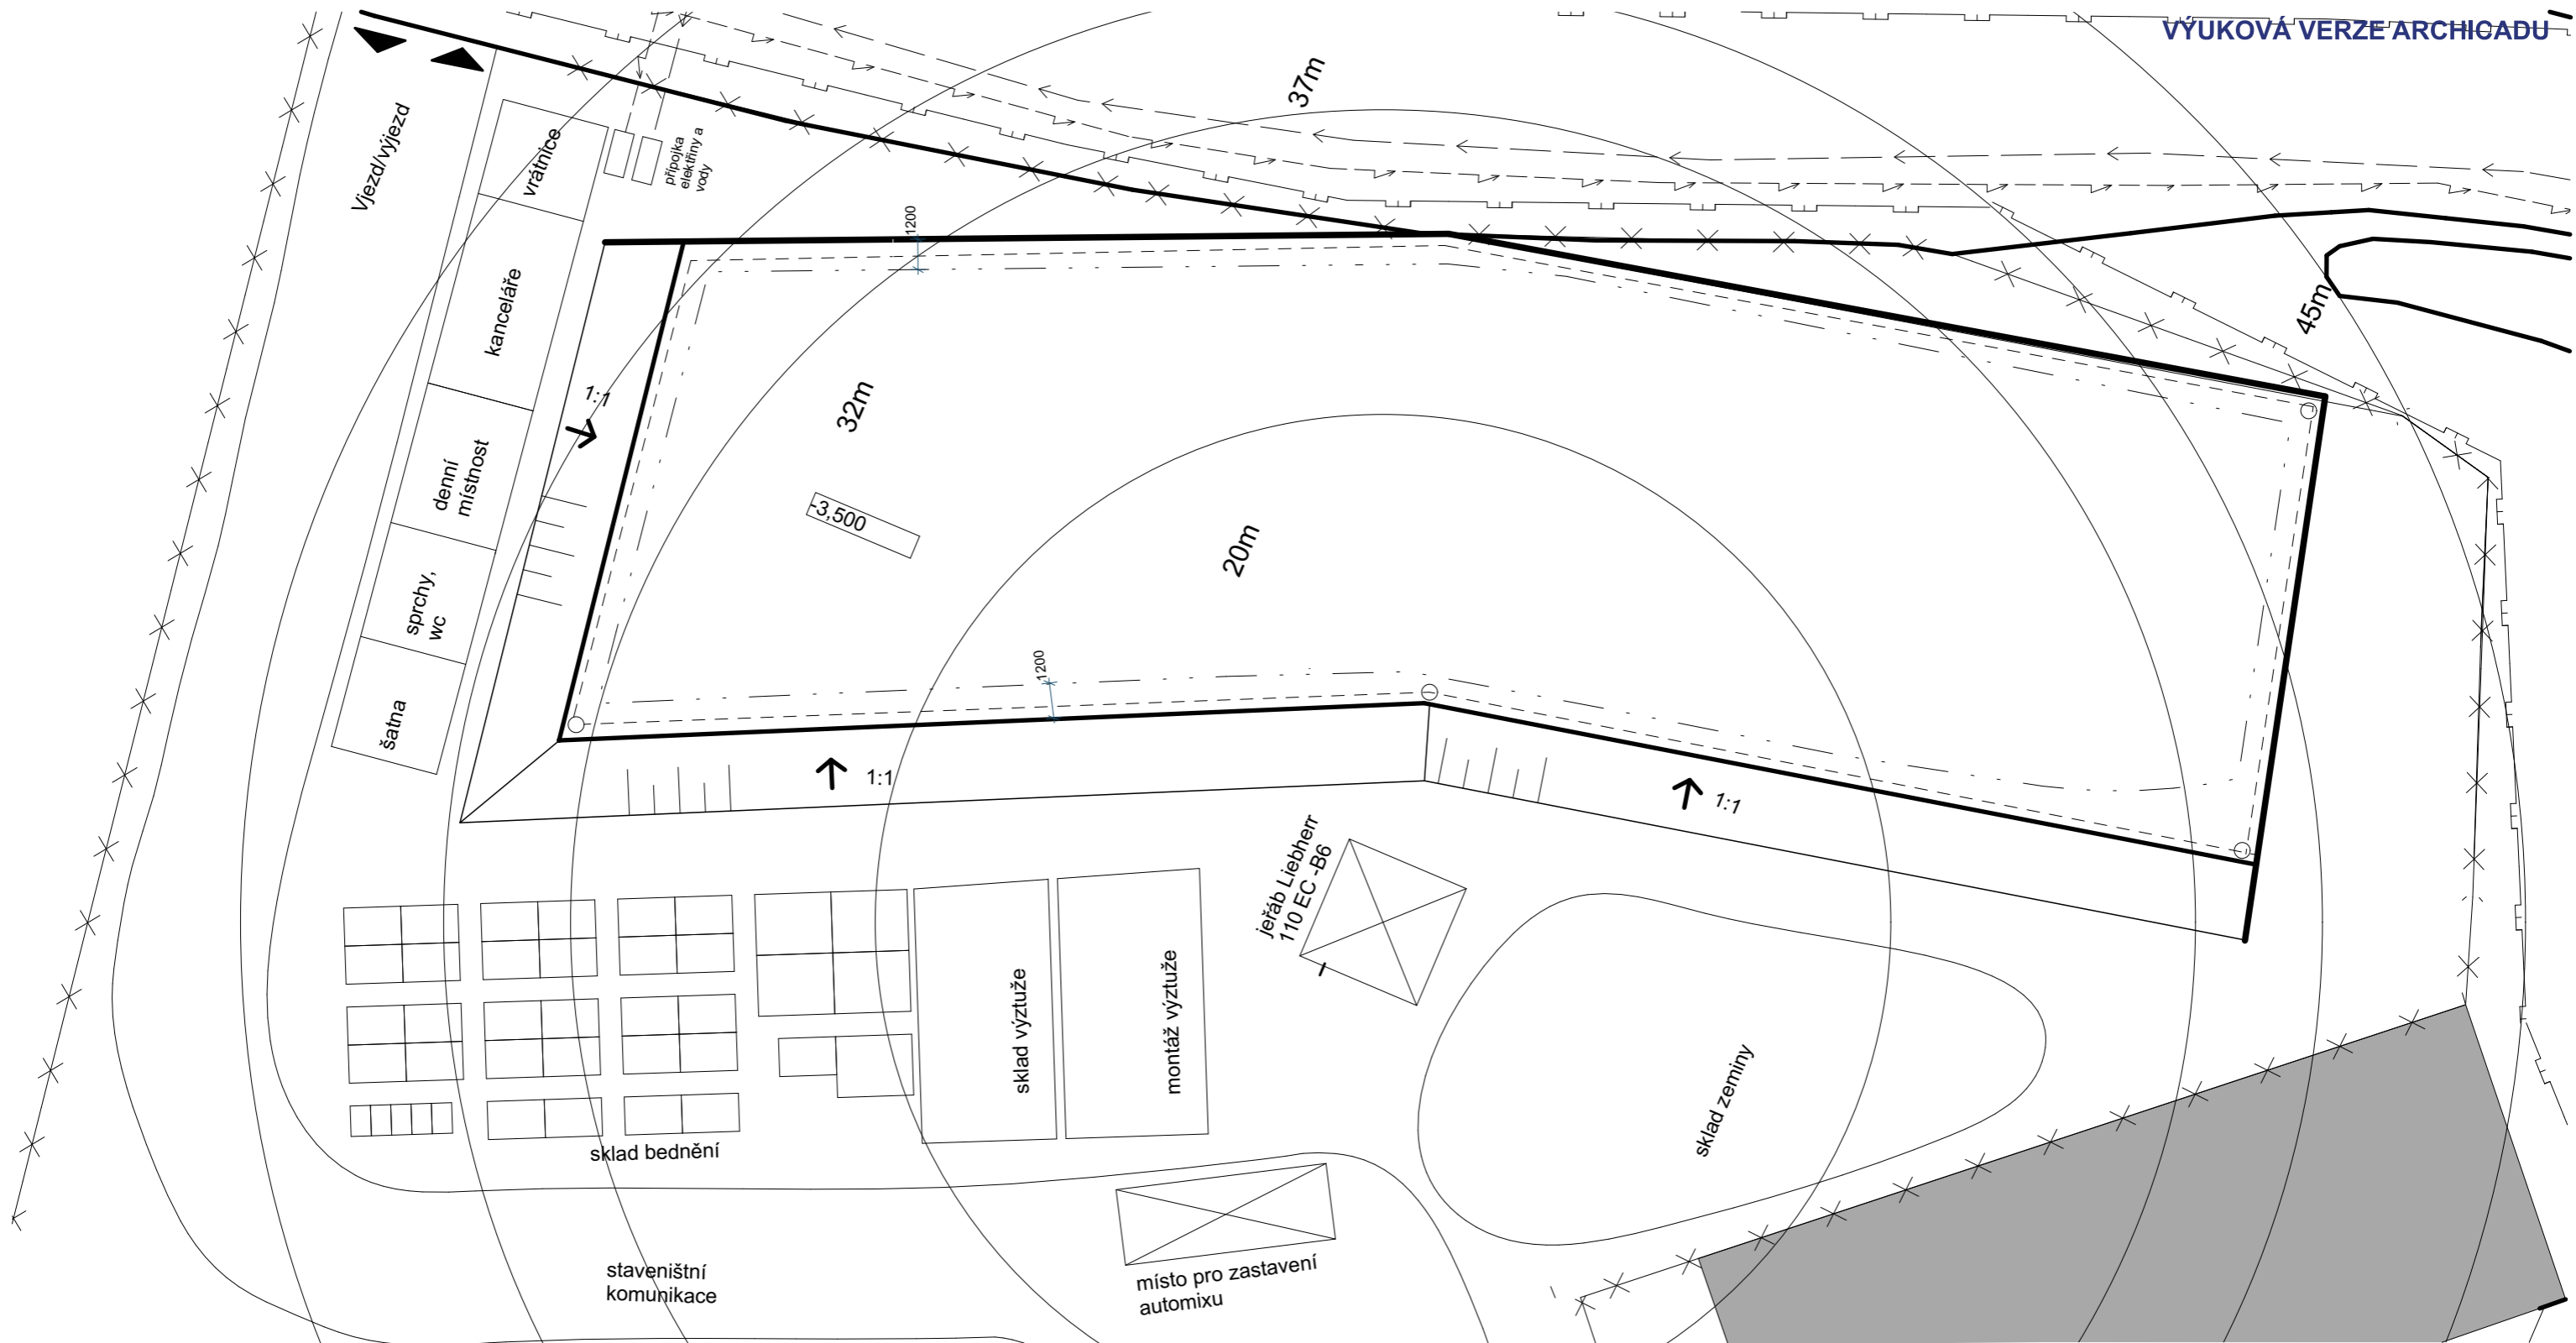 VÝUKOVÁ VERZE ARCHICADU
37m
Vjezd/výjezd
vrátnice
přípojka
elektřiny a
vody
1200
kanceláře
45m
1:1
32m
denní
místnost
-3,500
20m
sprchy,
wc
1200
šatna
1:1
1:1
jeřáb Liebherr
110 EC -B6
sklad výztuže
montáž výztuže
sklad zeminy
sklad bednění
staveništní
komunikace
místo pro zastavení
automixu